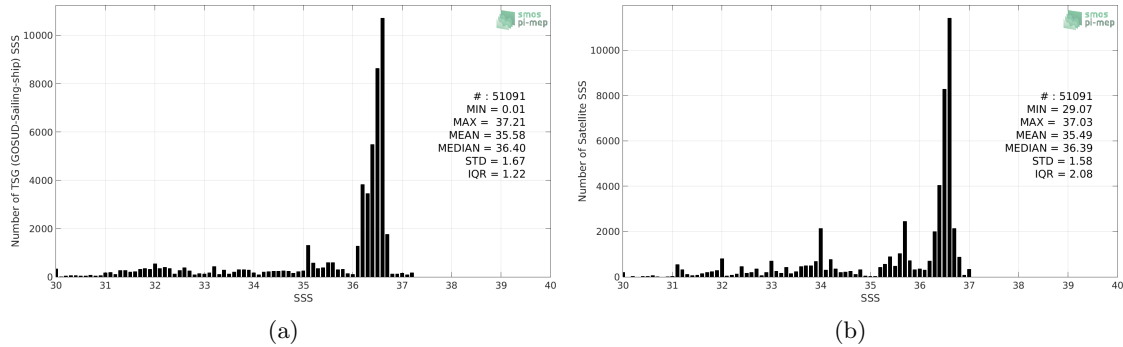 smos
pi-mep
Number of TSG (GOSUD-Sailing-ship) SSS
10000
8000
6000
4000
2000
0
# : 51091
MIN = 0.01
MAX = 37.21
MEAN = 35.58
MEDIAN = 36.40
STD = 1.67
IQR = 1.22
30 31 32 33 34 35 36 37 38 39 40
SSS
(a)
smos
pi-mep
Number of Satellite SSS
10000
8000
6000
4000
2000
0
# : 51091
MIN = 29.07
MAX = 37.03
MEAN = 35.49
MEDIAN = 36.39
STD = 1.58
IQR = 2.08
30 31 32 33 34 35 36 37 38 39 40
SSS
(b)